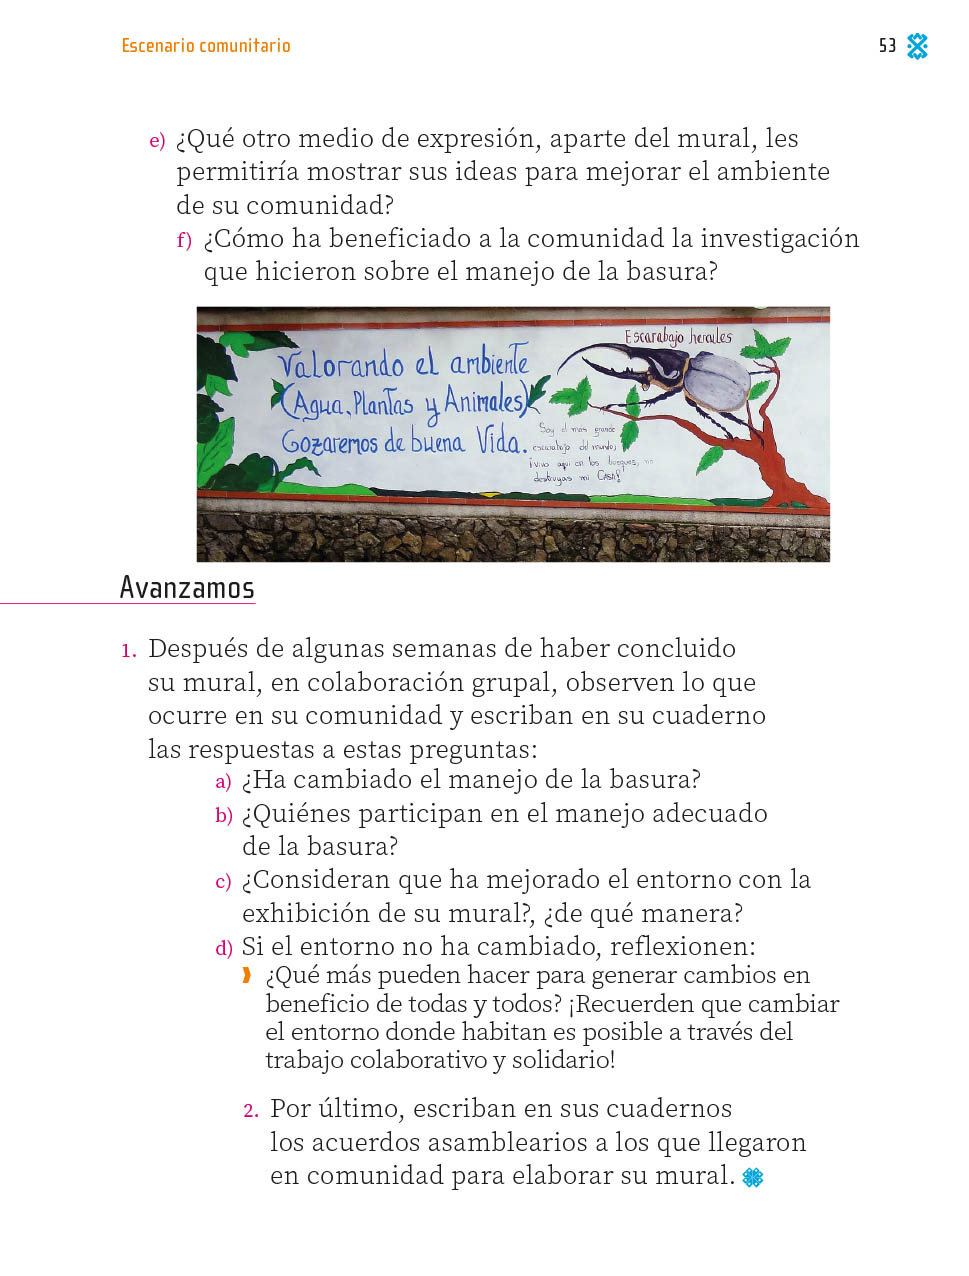 Escenario comunitario
53
e) ¿Qué otro medio de expresión, aparte del mural, les
permitiría mostrar sus ideas para mejorar el ambiente
de su comunidad?
f) ¿Cómo ha beneficiado a la comunidad la investigación
que hicieron sobre el manejo de la basura?
Escarabajo hercules
Valorando el ambiente
(Agua, Plantas y Animales)
Gozaremos de buena Vida.
Soy el mas grande
escarabajo del mundo,
¡vivo aqui en los bosques, no
destruyas mi CASA!
Avanzamos
1. Después de algunas semanas de haber concluido
su mural, en colaboración grupal, observen lo que
ocurre en su comunidad y escriban en su cuaderno
las respuestas a estas preguntas:
a) ¿Ha cambiado el manejo de la basura?
b) ¿Quiénes participan en el manejo adecuado
de la basura?
c) ¿Consideran que ha mejorado el entorno con la
exhibición de su mural?, ¿de qué manera?
d) Si el entorno no ha cambiado, reflexionen:
¿Qué más pueden hacer para generar cambios en
beneficio de todas y todos? ¡Recuerden que cambiar
el entorno donde habitan es posible a través del
trabajo colaborativo y solidario!
2. Por último, escriban en sus cuadernos
los acuerdos asamblearios a los que llegaron
en comunidad para elaborar su mural.